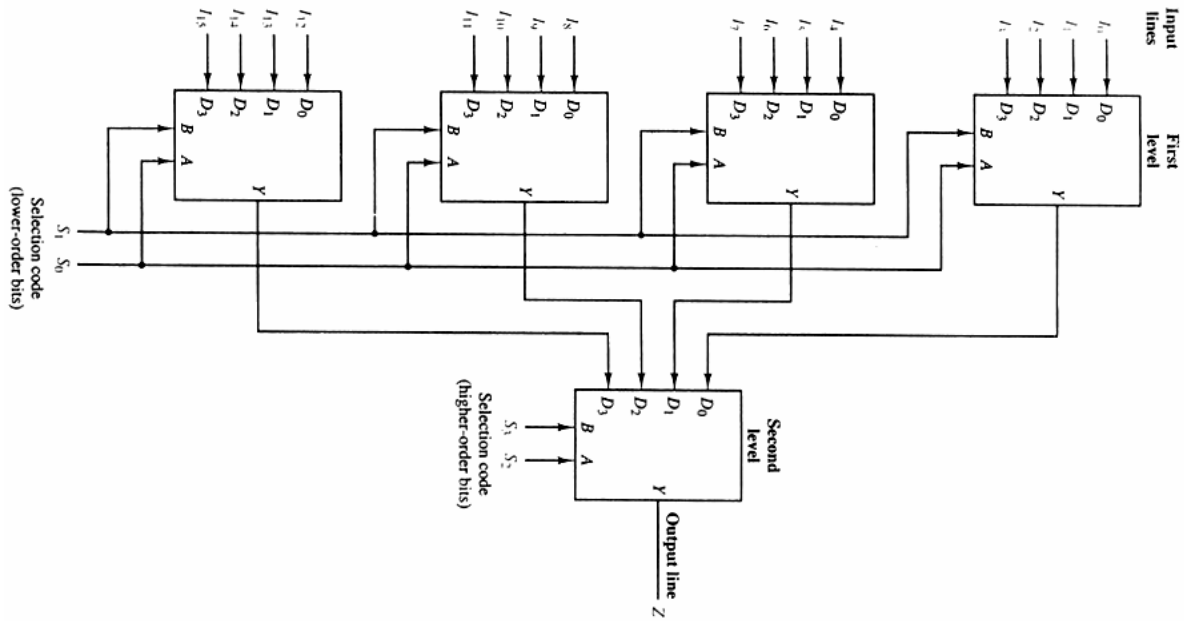 Input
lines
First
level
I₀ D₀
I₁ D₁
Y
I₂ D₂
I₃ D₃
B A
I₄ D₀
I₅ D₁
Y
I₆ D₂
I₇ D₃
B A
Second
level
D₀
D₁
Y
D₂
D₃
B A
Output line
Z
S₃ S₂
Selection code
(higher-order bits)
I₈ D₀
I₉ D₁
Y
I₁₀ D₂
I₁₁ D₃
B A
I₁₂ D₀
I₁₃ D₁
Y
I₁₄ D₂
I₁₅ D₃
B A
S₁ S₀
Selection code
(lower-order bits)